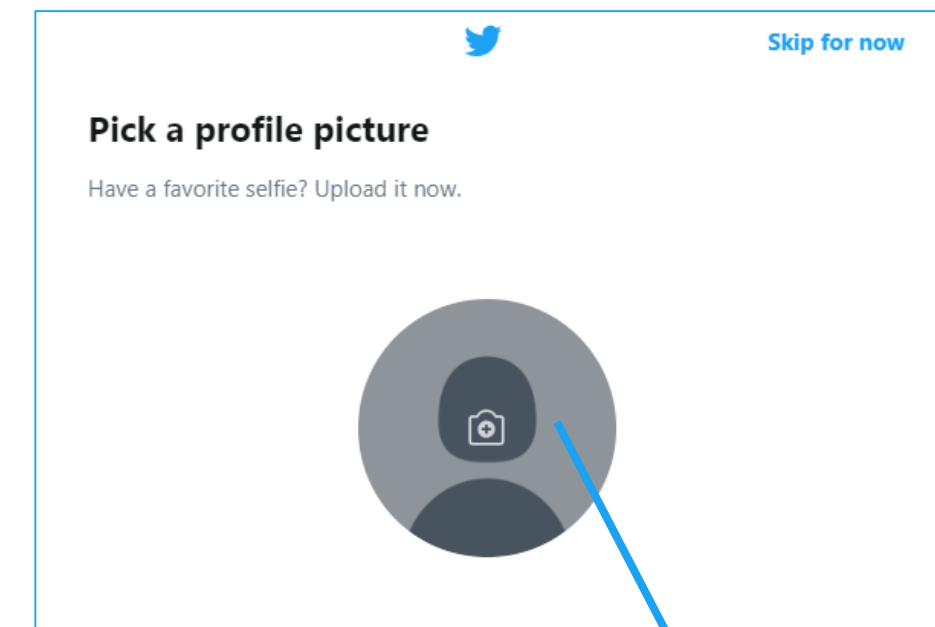 Skip for now
Pick a profile picture
Have a favorite selfie? Upload it now.